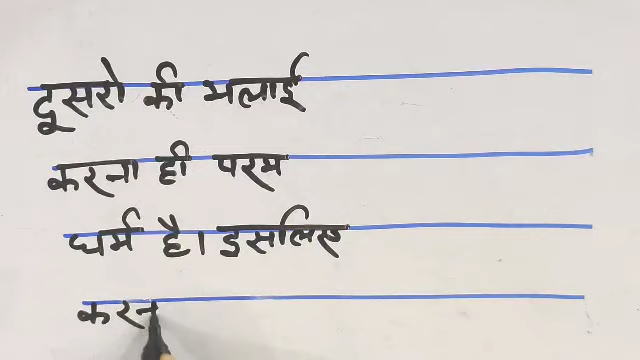 दूसरो की भलाई
करना ही परम
धर्म है। इसलिए
करन